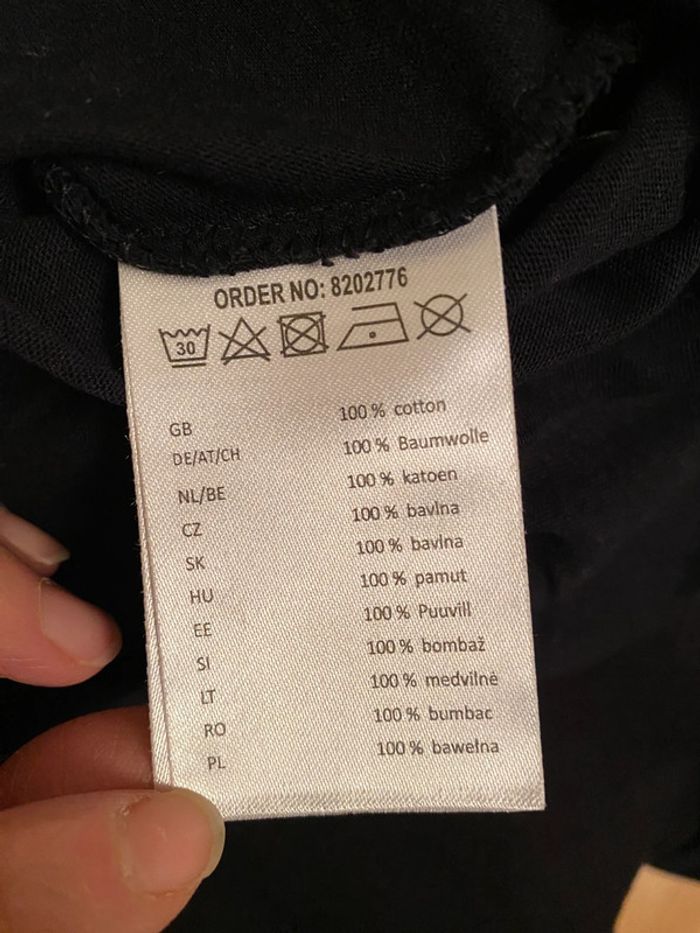 ORDER NO: 8202776
30
GB 100 % cotton
DE/AT/CH 100 % Baumwolle
NL/BE 100 % katoen
CZ 100 % bavlna
SK 100 % bavlna
HU 100 % pamut
EE 100 % Puuvill
SI 100 % bombaž
LT 100 % medvilnė
RO 100 % bumbac
PL 100 % bawełna